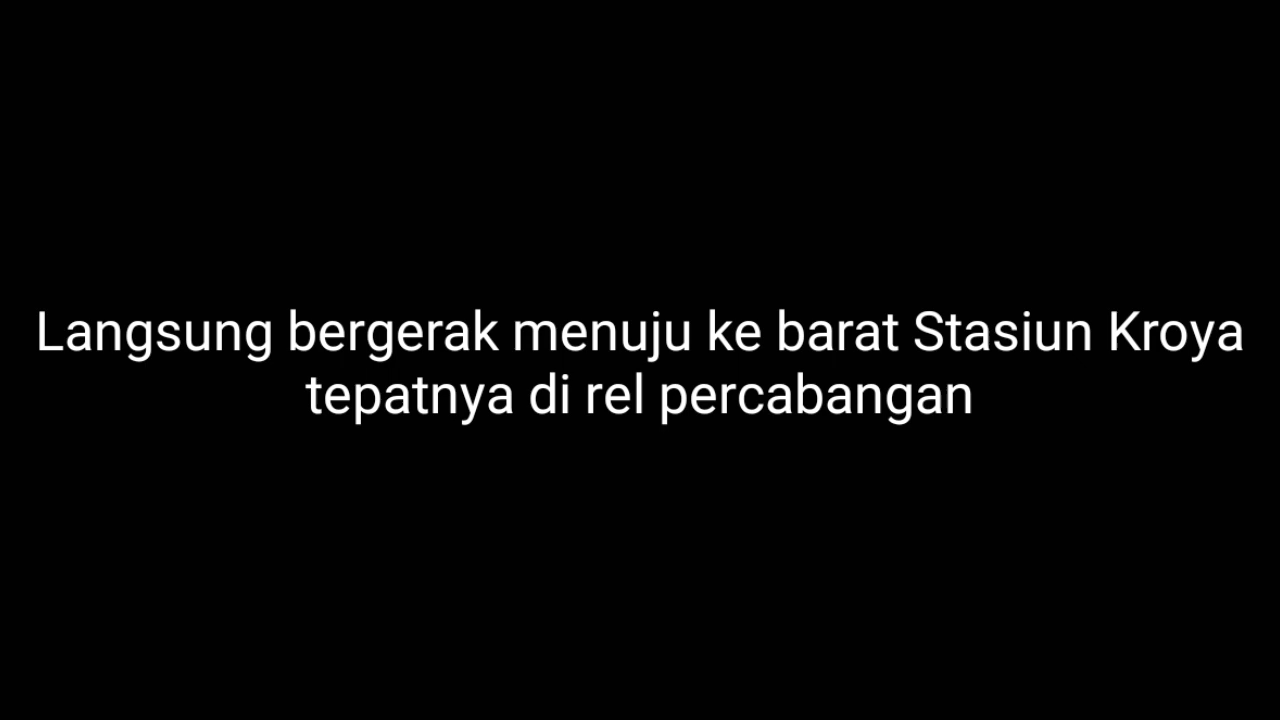 Langsung bergerak menuju ke barat Stasiun Kroya
tepatnya di rel percabangan